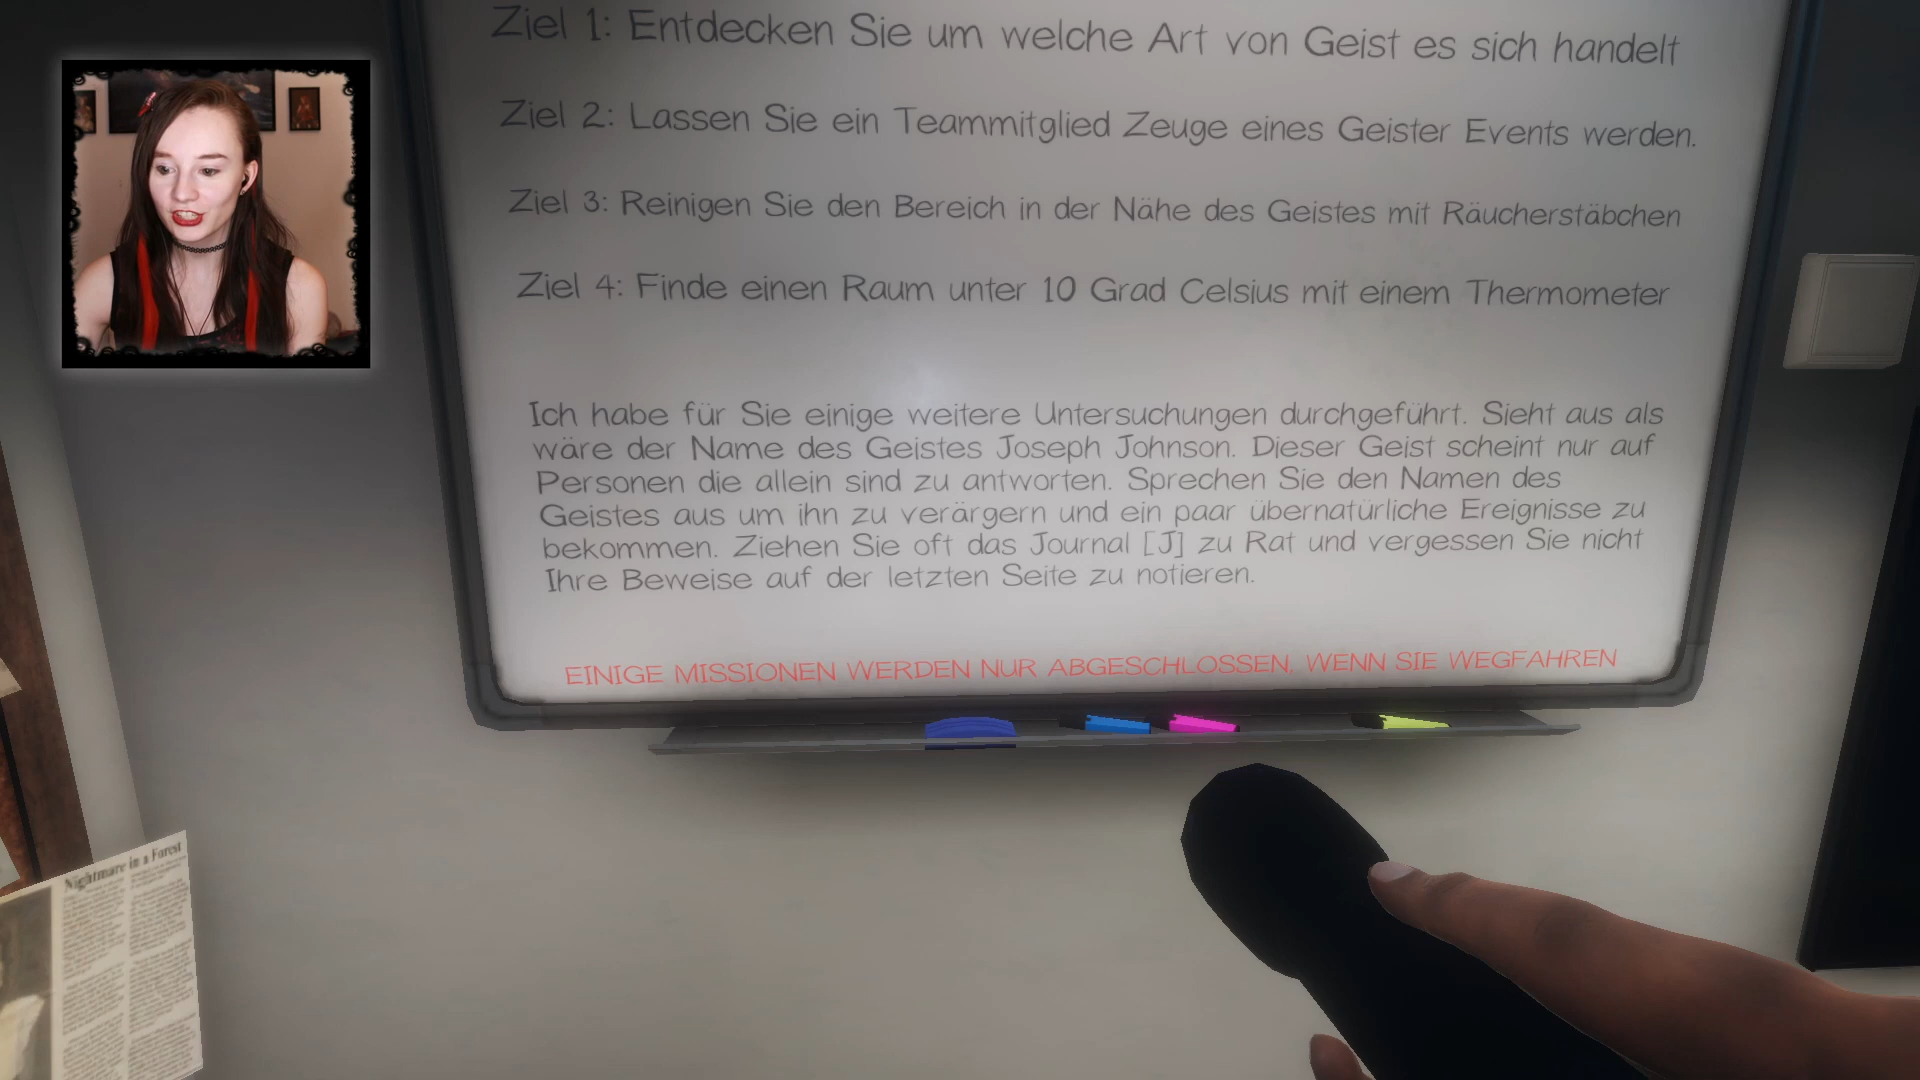 Ziel 1: Entdecken Sie um welche Art von Geist es sich handelt
Ziel 2: Lassen Sie ein Teammitglied Zeuge eines Geister Events werden.
Ziel 3: Reinigen Sie den Bereich in der Nähe des Geistes mit Räucherstäbchen
Ziel 4: Finde einen Raum unter 10 Grad Celsius mit einem Thermometer
Ich habe für Sie einige weitere Untersuchungen durchgeführt. Sieht aus als
wäre der Name des Geistes Joseph Johnson. Dieser Geist scheint nur auf
Personen die allein sind zu antworten. Sprechen Sie den Namen des
Geistes aus um ihn zu verärgern und ein paar übernatürliche Ereignisse zu
bekommen. Ziehen Sie oft das Journal [J] zu Rat und vergessen Sie nicht
Ihre Beweise auf der letzten Seite zu notieren.
EINIGE MISSIONEN WERDEN NUR ABGESCHLOSSEN, WENN SIE WEGFAHREN
Nightmare in a Forest